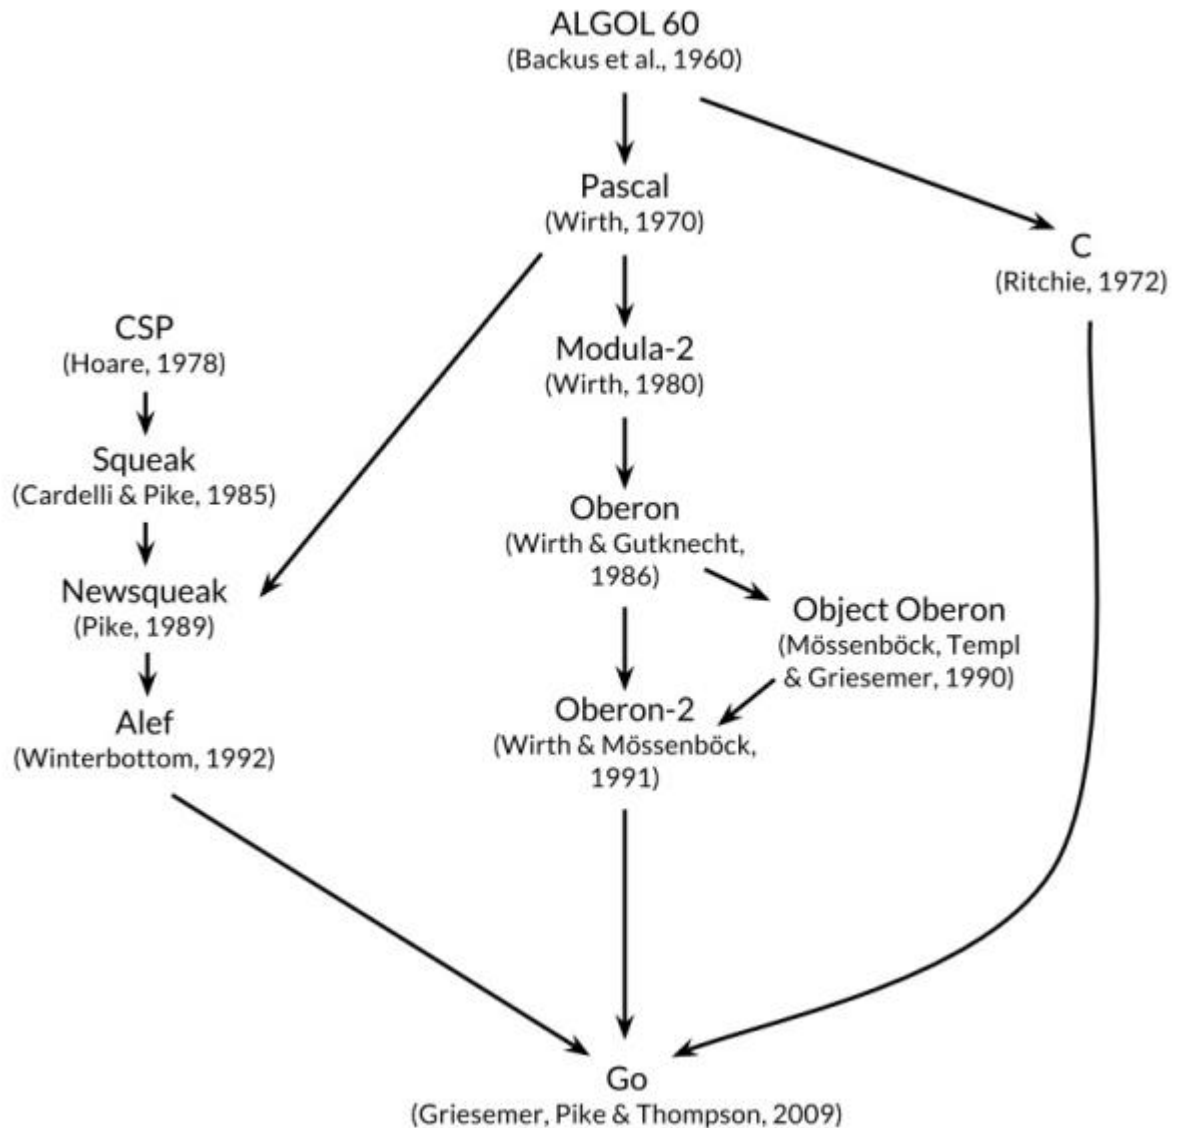 ALGOL 60
(Backus et al., 1960)
Pascal
(Wirth, 1970)
C
(Ritchie, 1972)
CSP
(Hoare, 1978)
Modula-2
(Wirth, 1980)
Squeak
(Cardelli & Pike, 1985)
Oberon
(Wirth & Gutknecht,
1986)
Newsqueak
(Pike, 1989)
Object Oberon
(Mössenböck, Templ
& Griesemer, 1990)
Alef
(Winterbottom, 1992)
Oberon-2
(Wirth & Mössenböck,
1991)
Go
(Griesemer, Pike & Thompson, 2009)